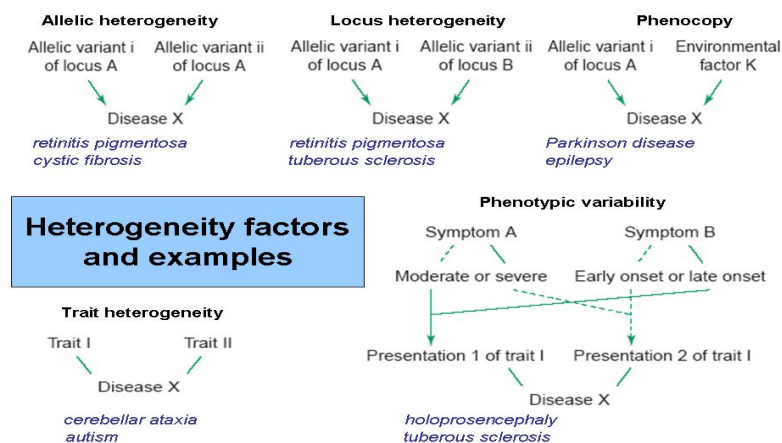 Allelic heterogeneity
Allelic variant i of locus A
Allelic variant ii of locus A
Disease X
retinitis pigmentosa
cystic fibrosis
Locus heterogeneity
Allelic variant i of locus A
Allelic variant ii of locus B
Disease X
retinitis pigmentosa
tuberous sclerosis
Phenocopy
Allelic variant i of locus A
Environmental factor K
Disease X
Parkinson disease
epilepsy
Heterogeneity factors
and examples
Phenotypic variability
Symptom A
Symptom B
Moderate or severe
Early onset or late onset
Presentation 1 of trait I
Presentation 2 of trait I
Disease X
holoprosencephaly
tuberous sclerosis
Trait heterogeneity
Trait I
Trait II
Disease X
cerebellar ataxia
autism